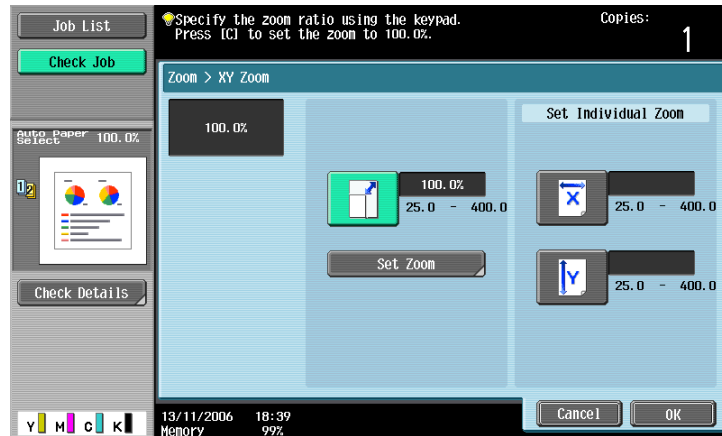 Job List
Check Job
Specify the zoom ratio using the keypad.
Press [C] to set the zoom to 100.0%.
Copies:
1
Zoom > XY Zoom
100.0%
Set Individual Zoom
Auto Paper Select 100.0%
12
100.0%
25.0 - 400.0
X
25.0 - 400.0
Set Zoom
Y
25.0 - 400.0
Check Details
Y M C K
13/11/2006 18:39
Memory 99%
Cancel
OK